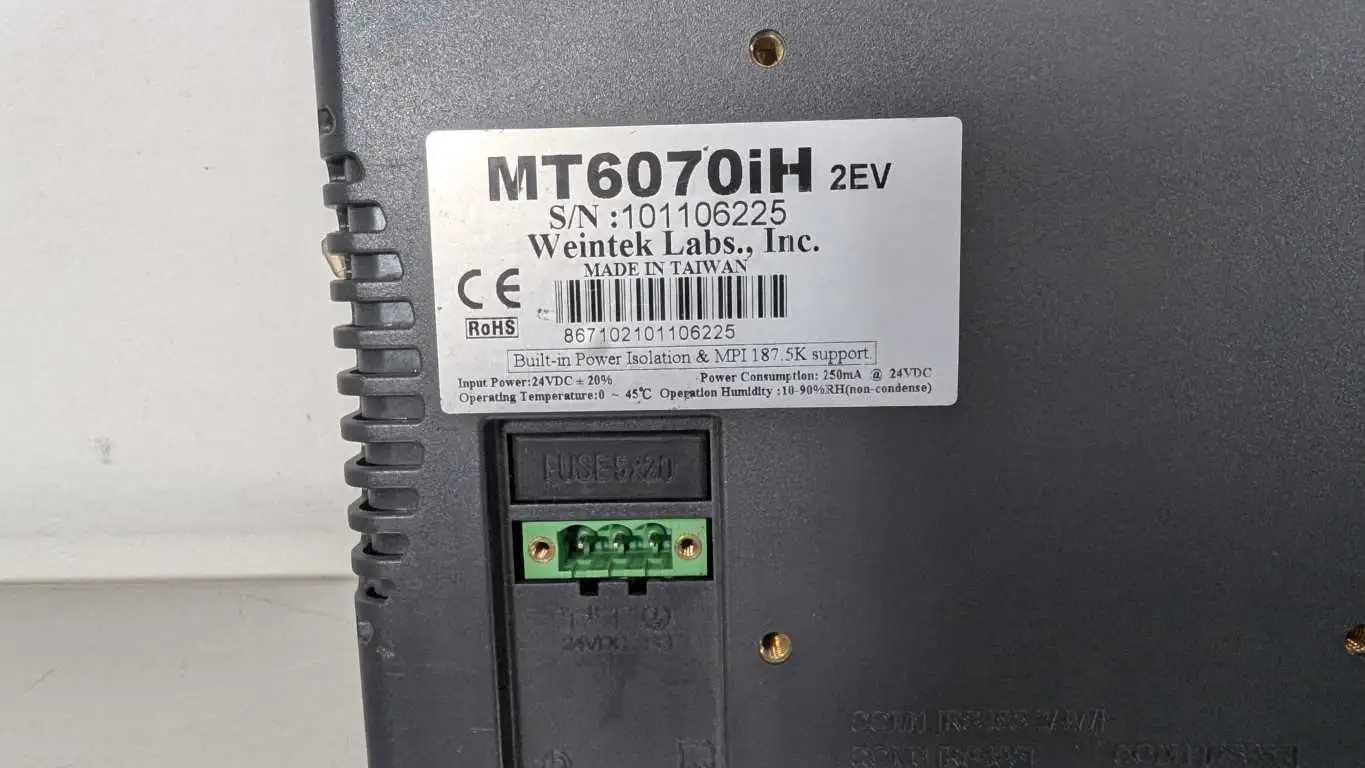 MT6070iH 2EV
S/N :101106225
Weintek Labs., Inc.
MADE IN TAIWAN
CE
RoHS
867102101106225
Built-in Power Isolation & MPI 187.5K support.
Input Power:24VDC ± 20% Power Consumption: 250mA @ 24VDC
Operating Temperature:0 ~ 45℃ Operation Humidity :10-90%RH(non-condense)
FUSE5x20
24VDC